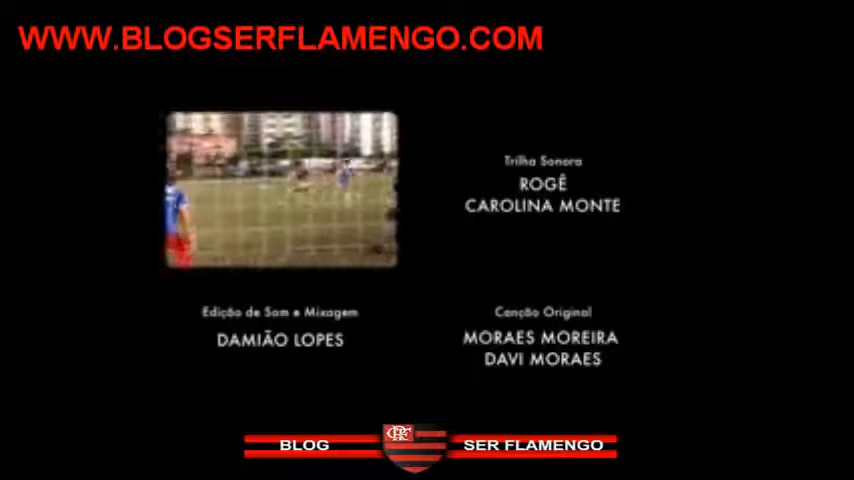 WWW.BLOGSERFLAMENGO.COM
Trilha Sonora
ROGÊ
CAROLINA MONTE
Edição de Som e Mixagem
DAMIÃO LOPES
Canção Original
MORAES MOREIRA
DAVI MORAES
BLOG
CRF
SER FLAMENGO